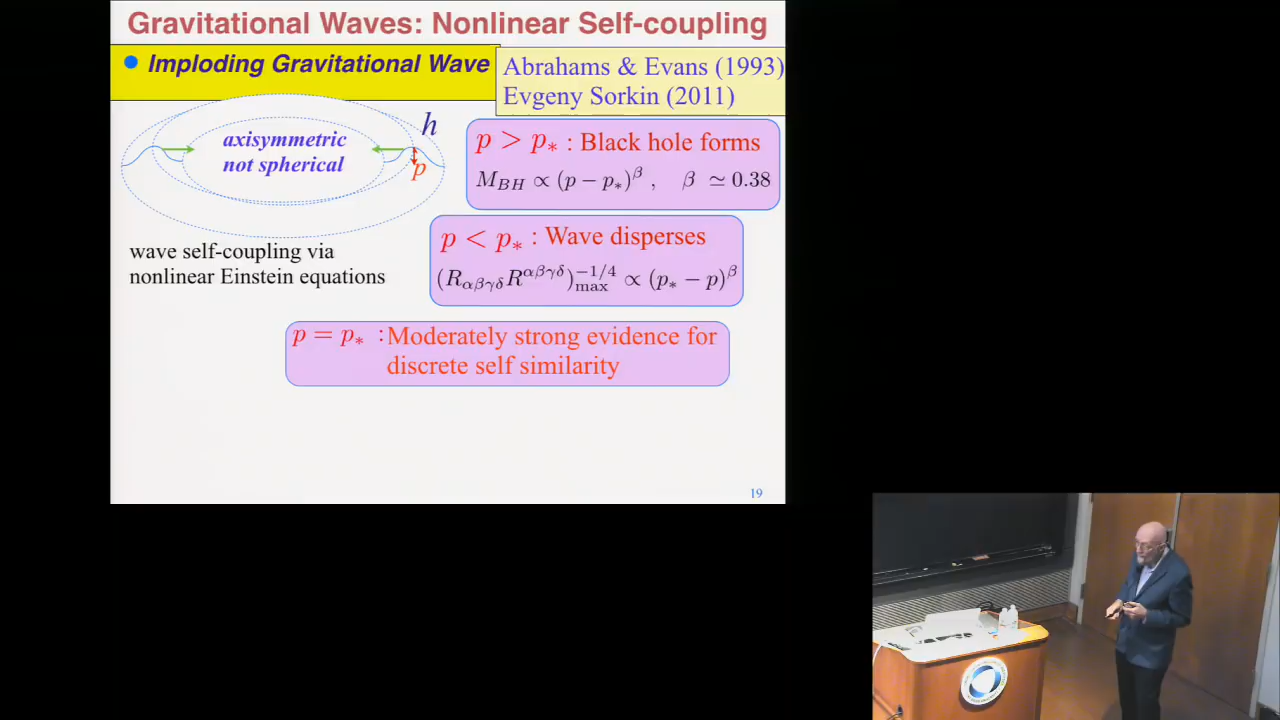 Gravitational Waves: Nonlinear Self-coupling
• Imploding Gravitational Wave
Abrahams & Evans (1993)
Evgeny Sorkin (2011)
axisymmetric
not spherical
h
p
wave self-coupling via
nonlinear Einstein equations
p > p* : Black hole forms
M_BH ∝ (p − p*)^β , β ≃ 0.38
p < p* : Wave disperses
(R_αβγδ R^αβγδ)_max^−1/4 ∝ (p* − p)^β
p = p* : Moderately strong evidence for
discrete self similarity
19